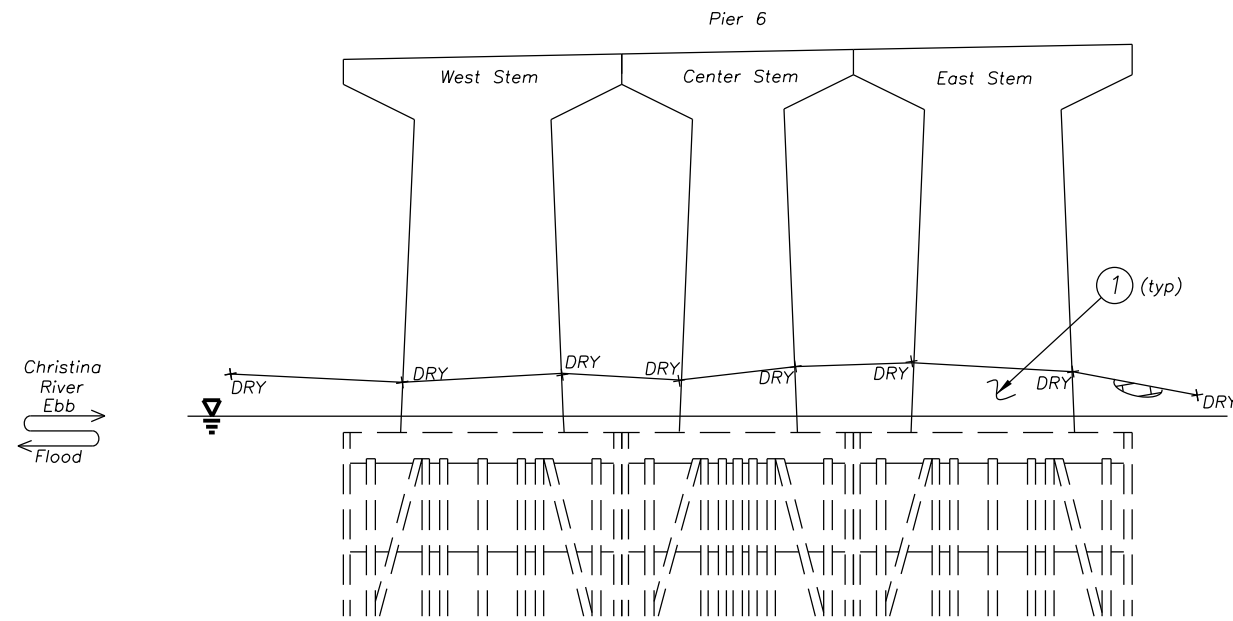 Pier 6
West Stem
Center Stem
East Stem
1 (typ)
DRY
DRY
DRY
DRY
DRY
DRY
DRY
DRY
Christina
River
Ebb
Flood